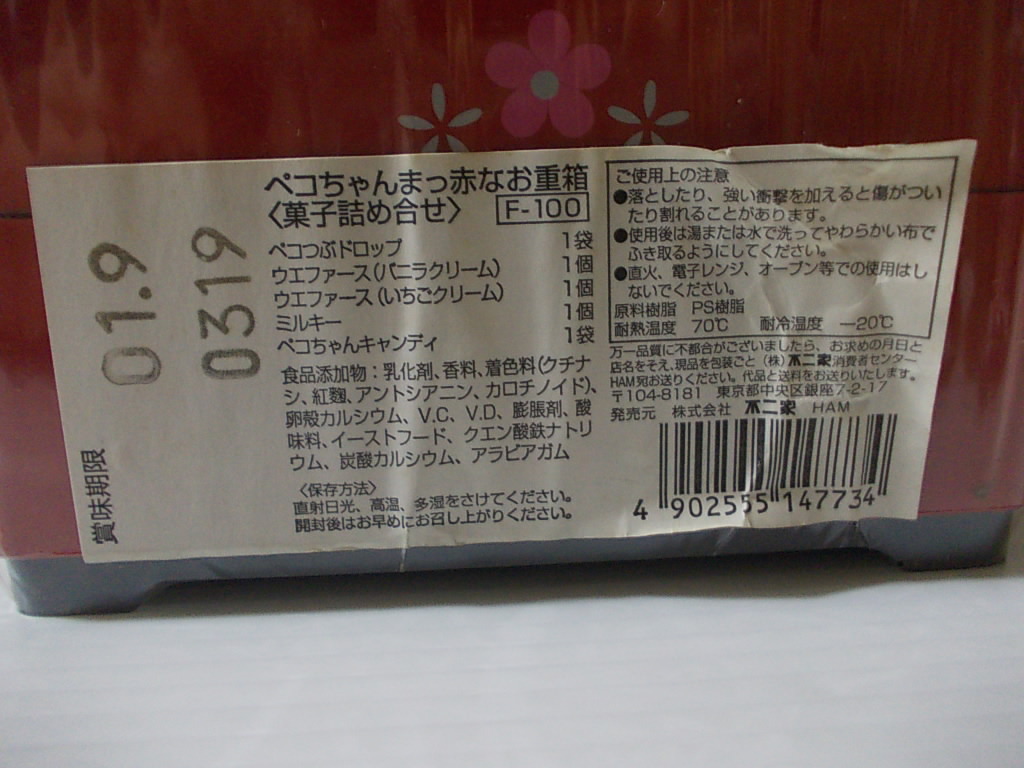 賞味期限
01.9
0319
ペコちゃんまっ赤なお重箱
〈菓子詰め合せ〉 F-100
ペコつぶドロップ 1袋
ウエファース(バニラクリーム) 1個
ウエファース(いちごクリーム) 1個
ミルキー 1個
ペコちゃんキャンディ 1袋
食品添加物:乳化剤、香料、着色料(クチナ
シ、紅麹、アントシアニン、カロチノイド)、
卵殻カルシウム、V.C、V.D、膨脹剤、酸
味料、イーストフード、クエン酸鉄ナトリ
ウム、炭酸カルシウム、アラビアガム
〈保存方法〉
直射日光、高温、多湿をさけてください。
開封後はお早めにお召し上がりください。
ご使用上の注意
●落としたり、強い衝撃を加えると傷がつい
たり割れることがあります。
●使用後は湯または水で洗ってやわらかい布で
ふき取るようにしてください。
●直火、電子レンジ、オーブン等での使用はし
ないでください。
原料樹脂 PS樹脂
耐熱温度 70℃ 耐冷温度 −20℃
万一品質に不都合がございましたら、お求めの月日と
店名をそえ、現品を包装ごと(株)不二家消費者センター
HAM宛お送りください。代品と送料をお送りいたします。
〒104-8181 東京都中央区銀座7-2-17
発売元 株式会社 不二家 HAM
4 902555 147734